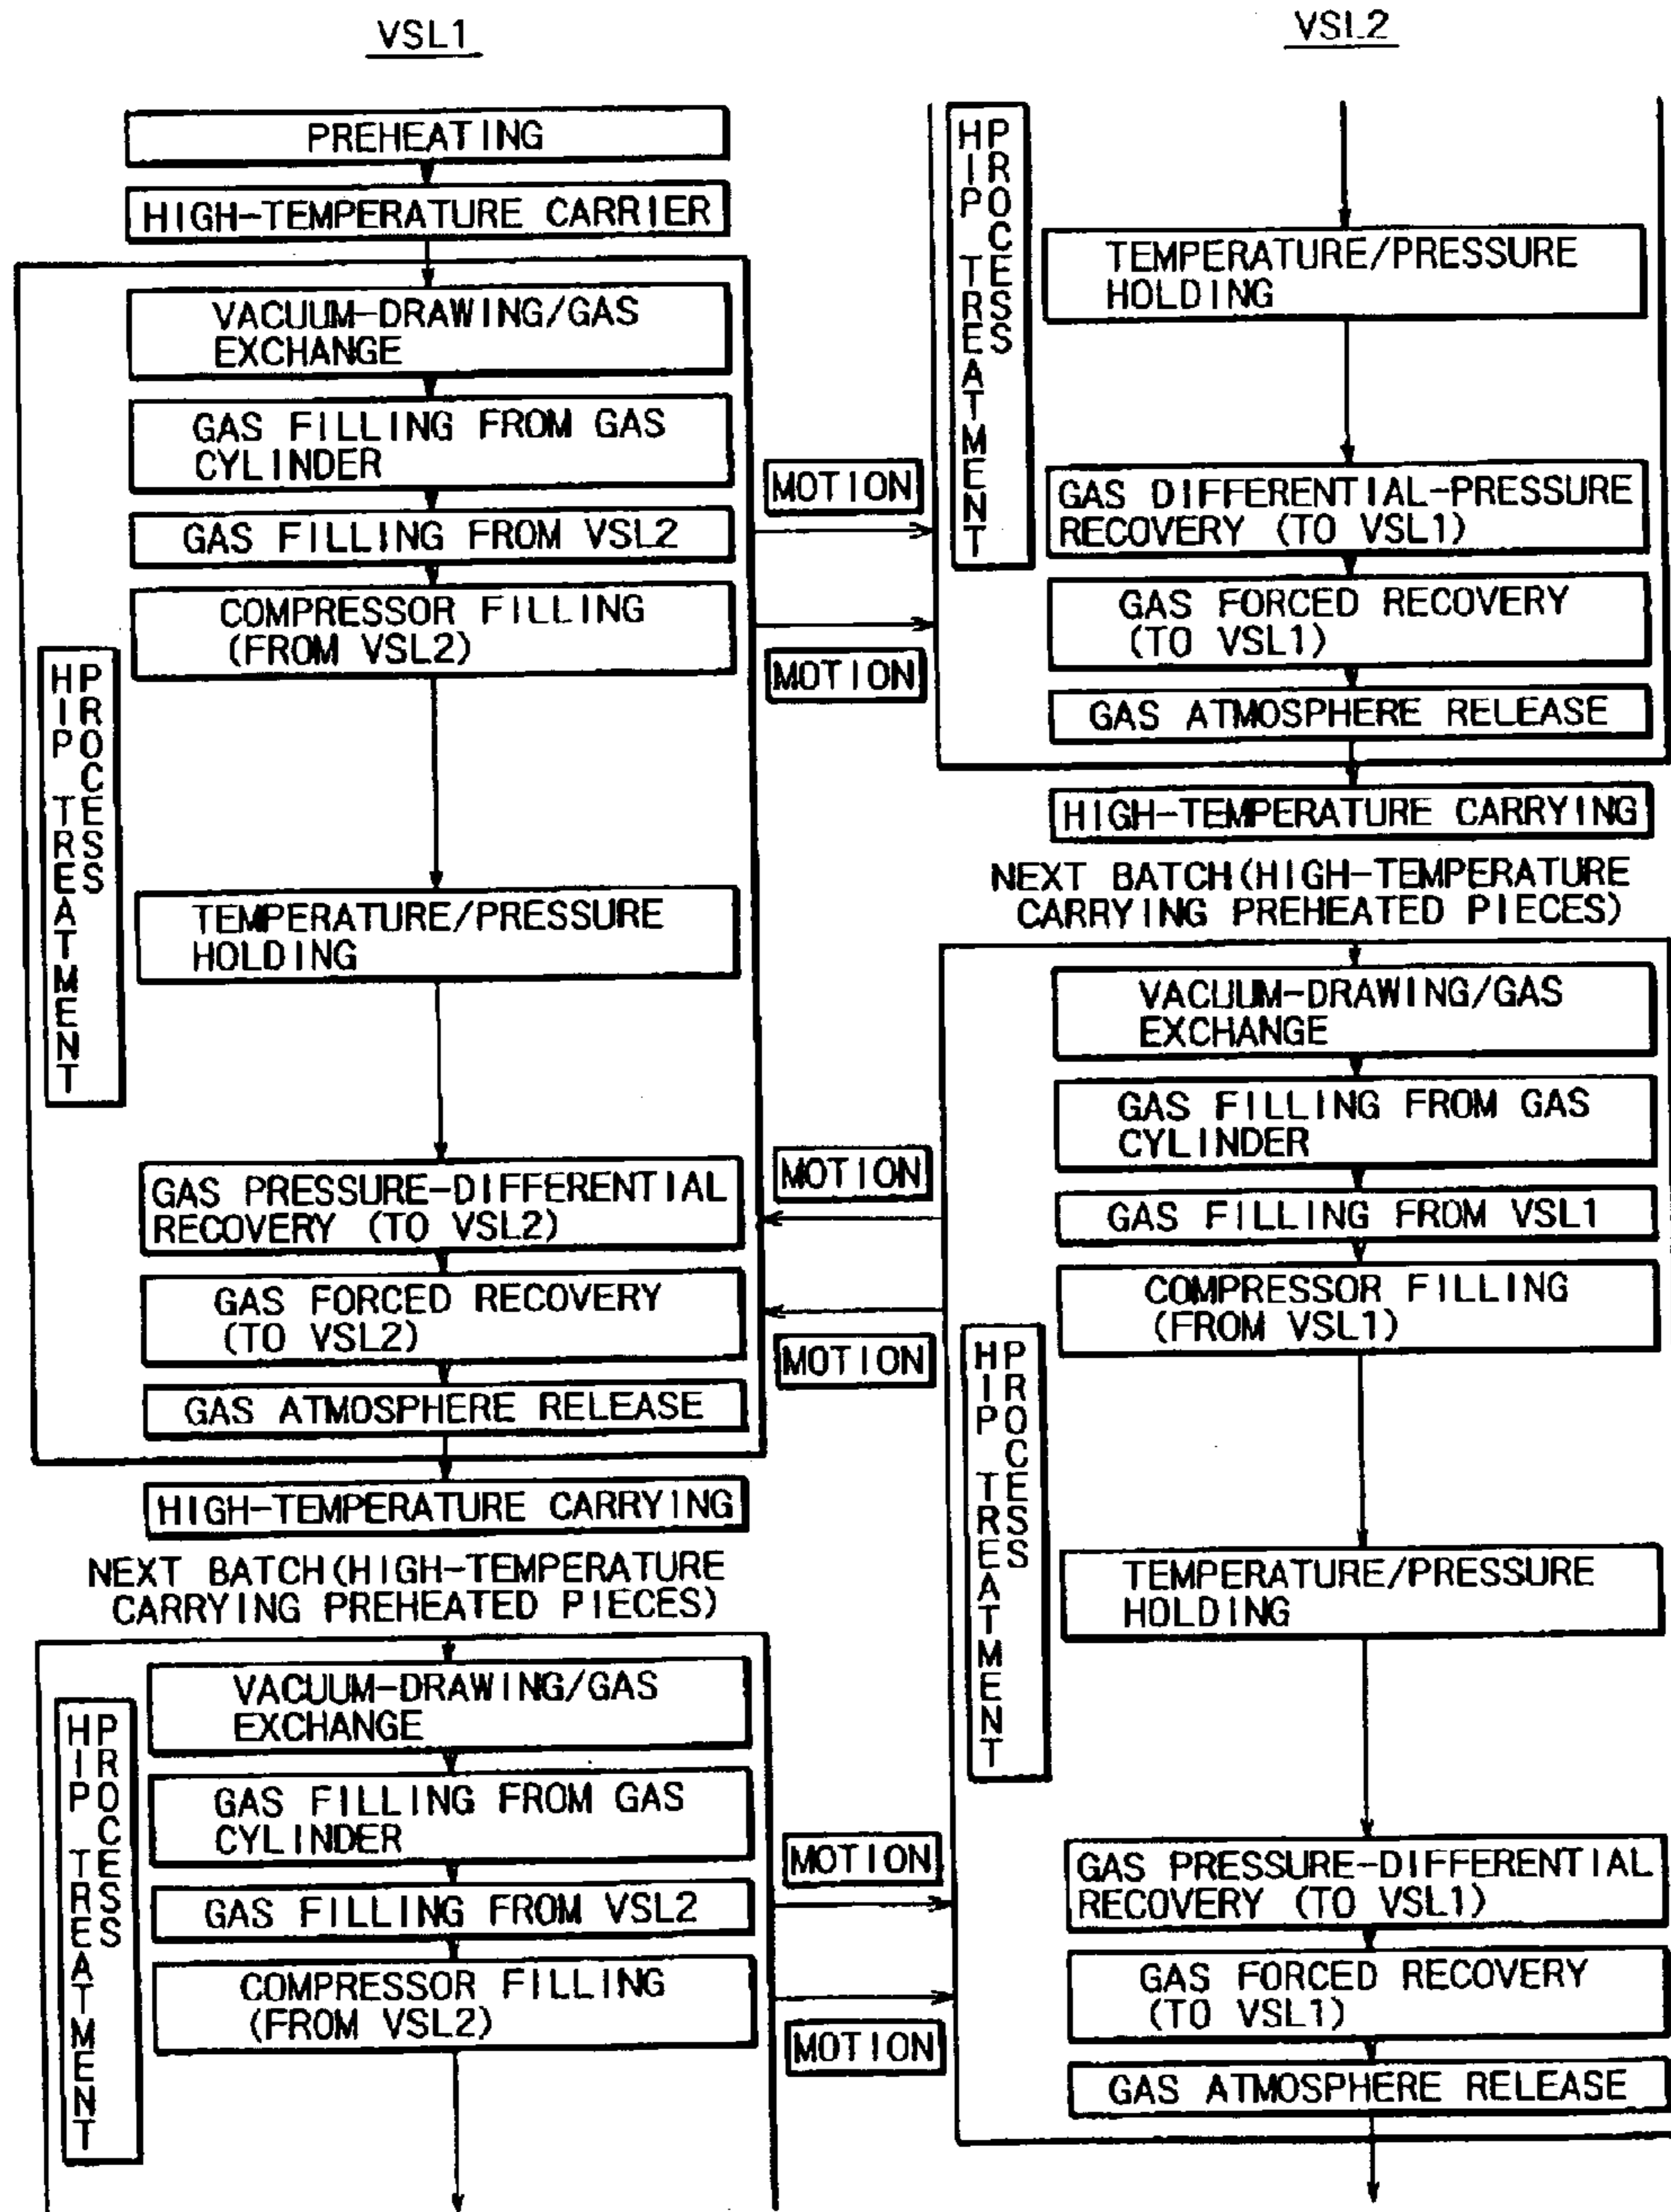 VSL1
PREHEATING
HIGH-TEMPERATURE CARRIER
HIP TREATMENT
PROCESS
VACUUM-DRAWING/GAS
EXCHANGE
GAS FILLING FROM GAS
CYLINDER
GAS FILLING FROM VSL2
COMPRESSOR FILLING
(FROM VSL2)
TEMPERATURE/PRESSURE
HOLDING
GAS PRESSURE-DIFFERENTIAL
RECOVERY (TO VSL2)
GAS FORCED RECOVERY
(TO VSL2)
GAS ATMOSPHERE RELEASE
HIGH-TEMPERATURE CARRYING
NEXT BATCH(HIGH-TEMPERATURE
CARRYING PREHEATED PIECES)
HIP TREATMENT
PROCESS
VACUUM-DRAWING/GAS
EXCHANGE
GAS FILLING FROM GAS
CYLINDER
GAS FILLING FROM VSL2
COMPRESSOR FILLING
(FROM VSL2)
MOTION
MOTION
MOTION
MOTION
MOTION
MOTION
VSL2
HIP TREATMENT
PROCESS
TEMPERATURE/PRESSURE
HOLDING
GAS DIFFERENTIAL-PRESSURE
RECOVERY (TO VSL1)
GAS FORCED RECOVERY
(TO VSL1)
GAS ATMOSPHERE RELEASE
HIGH-TEMPERATURE CARRYING
NEXT BATCH(HIGH-TEMPERATURE
CARRYING PREHEATED PIECES)
HIP TREATMENT
PROCESS
VACUUM-DRAWING/GAS
EXCHANGE
GAS FILLING FROM GAS
CYLINDER
GAS FILLING FROM VSL1
COMPRESSOR FILLING
(FROM VSL1)
TEMPERATURE/PRESSURE
HOLDING
GAS PRESSURE-DIFFERENTIAL
RECOVERY (TO VSL1)
GAS FORCED RECOVERY
(TO VSL1)
GAS ATMOSPHERE RELEASE